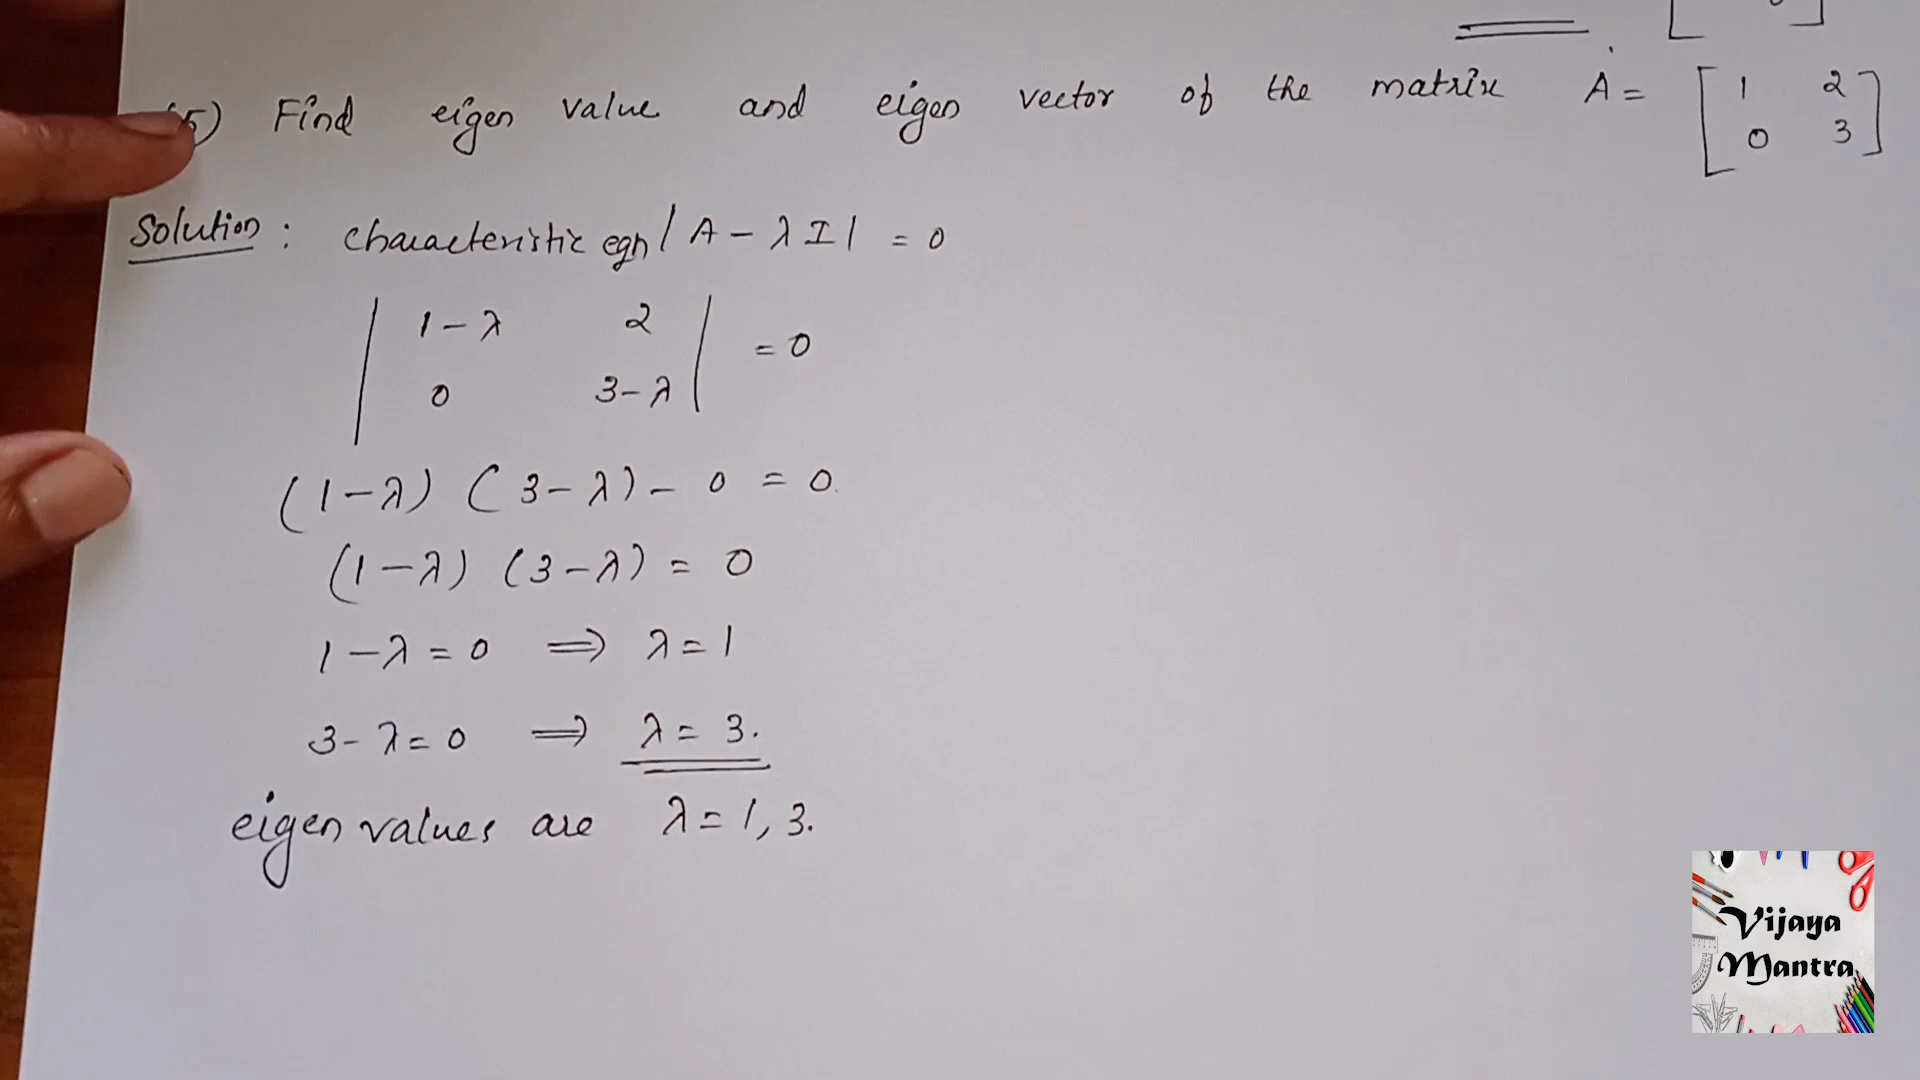 5) Find eigen value and eigen vector of the matrix A = [1 2
0 3]
Solution: characteristic eqn |A - λI| = 0
|1-λ 2
0 3-λ| = 0
(1-λ) (3-λ) - 0 = 0
(1-λ) (3-λ) = 0
1-λ = 0 ⟹ λ = 1
3-λ = 0 ⟹ λ = 3.
eigen values are λ = 1, 3.
Vijaya
Mantra